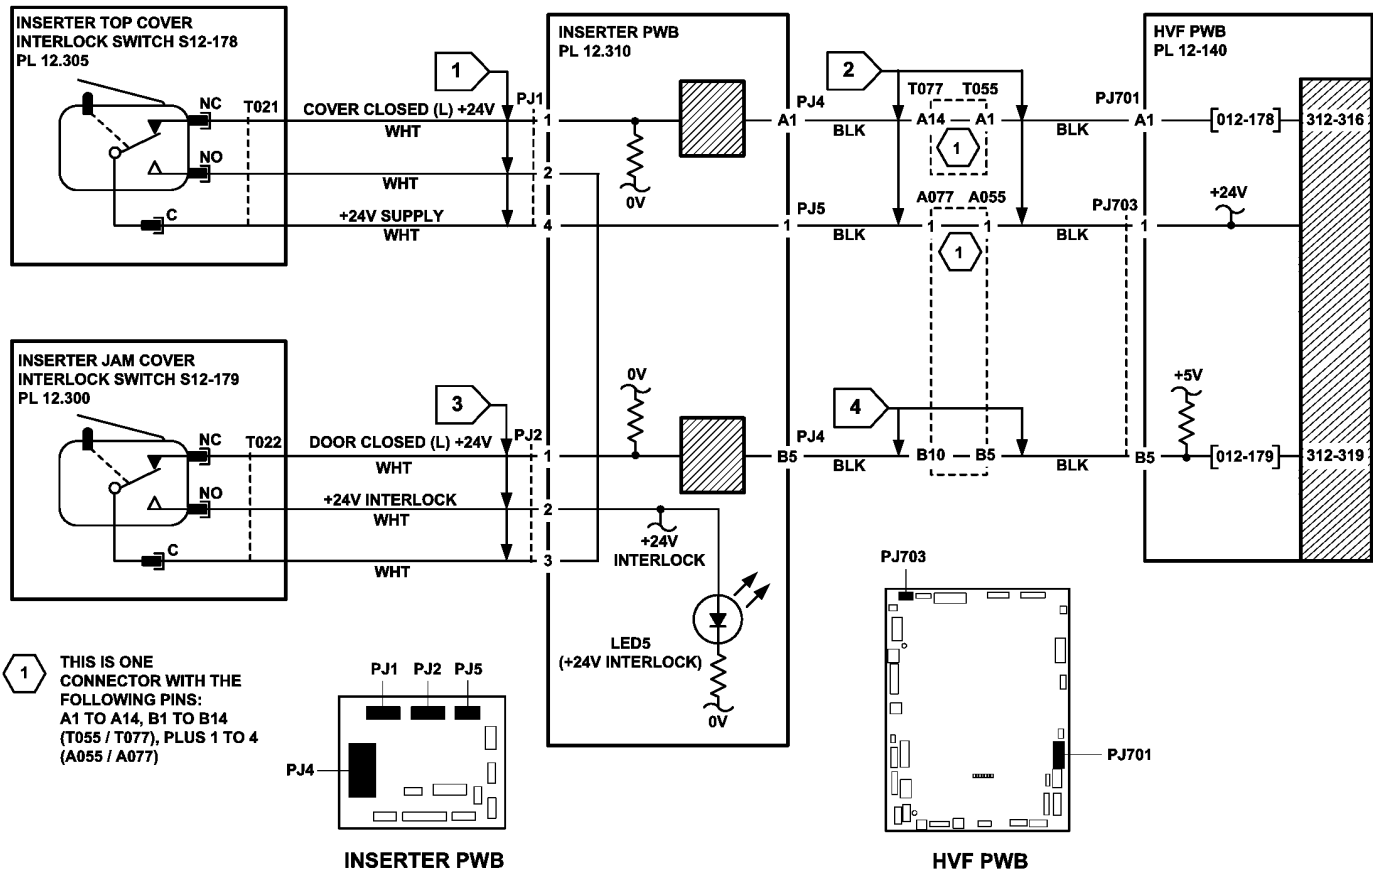 INSERTER TOP COVER
INTERLOCK SWITCH S12-178
PL 12.305
NC
T021
NO
C
COVER CLOSED (L) +24V
WHT
WHT
+24V SUPPLY
WHT
1
PJ1
1
2
4
INSERTER PWB
PL 12.310
0V
PJ4
A1
PJ5
1
2
BLK
BLK
T077 T055
A14 A1
1
A077 A055
1 1
1
BLK
BLK
PJ701
A1
PJ703
1
HVF PWB
PL 12-140
012-178
312-316
+24V
INSERTER JAM COVER
INTERLOCK SWITCH S12-179
PL 12.300
NC
T022
NO
C
DOOR CLOSED (L) +24V
WHT
+24V INTERLOCK
WHT
WHT
3
PJ2
1
2
3
0V
+24V
INTERLOCK
LED5
(+24V INTERLOCK)
0V
PJ4
B5
4
BLK
B10 B5
BLK
B5
+5V
012-179
312-319
1
THIS IS ONE
CONNECTOR WITH THE
FOLLOWING PINS:
A1 TO A14, B1 TO B14
(T055 / T077), PLUS 1 TO 4
(A055 / A077)
PJ1 PJ2 PJ5
PJ4
INSERTER PWB
PJ703
PJ701
HVF PWB